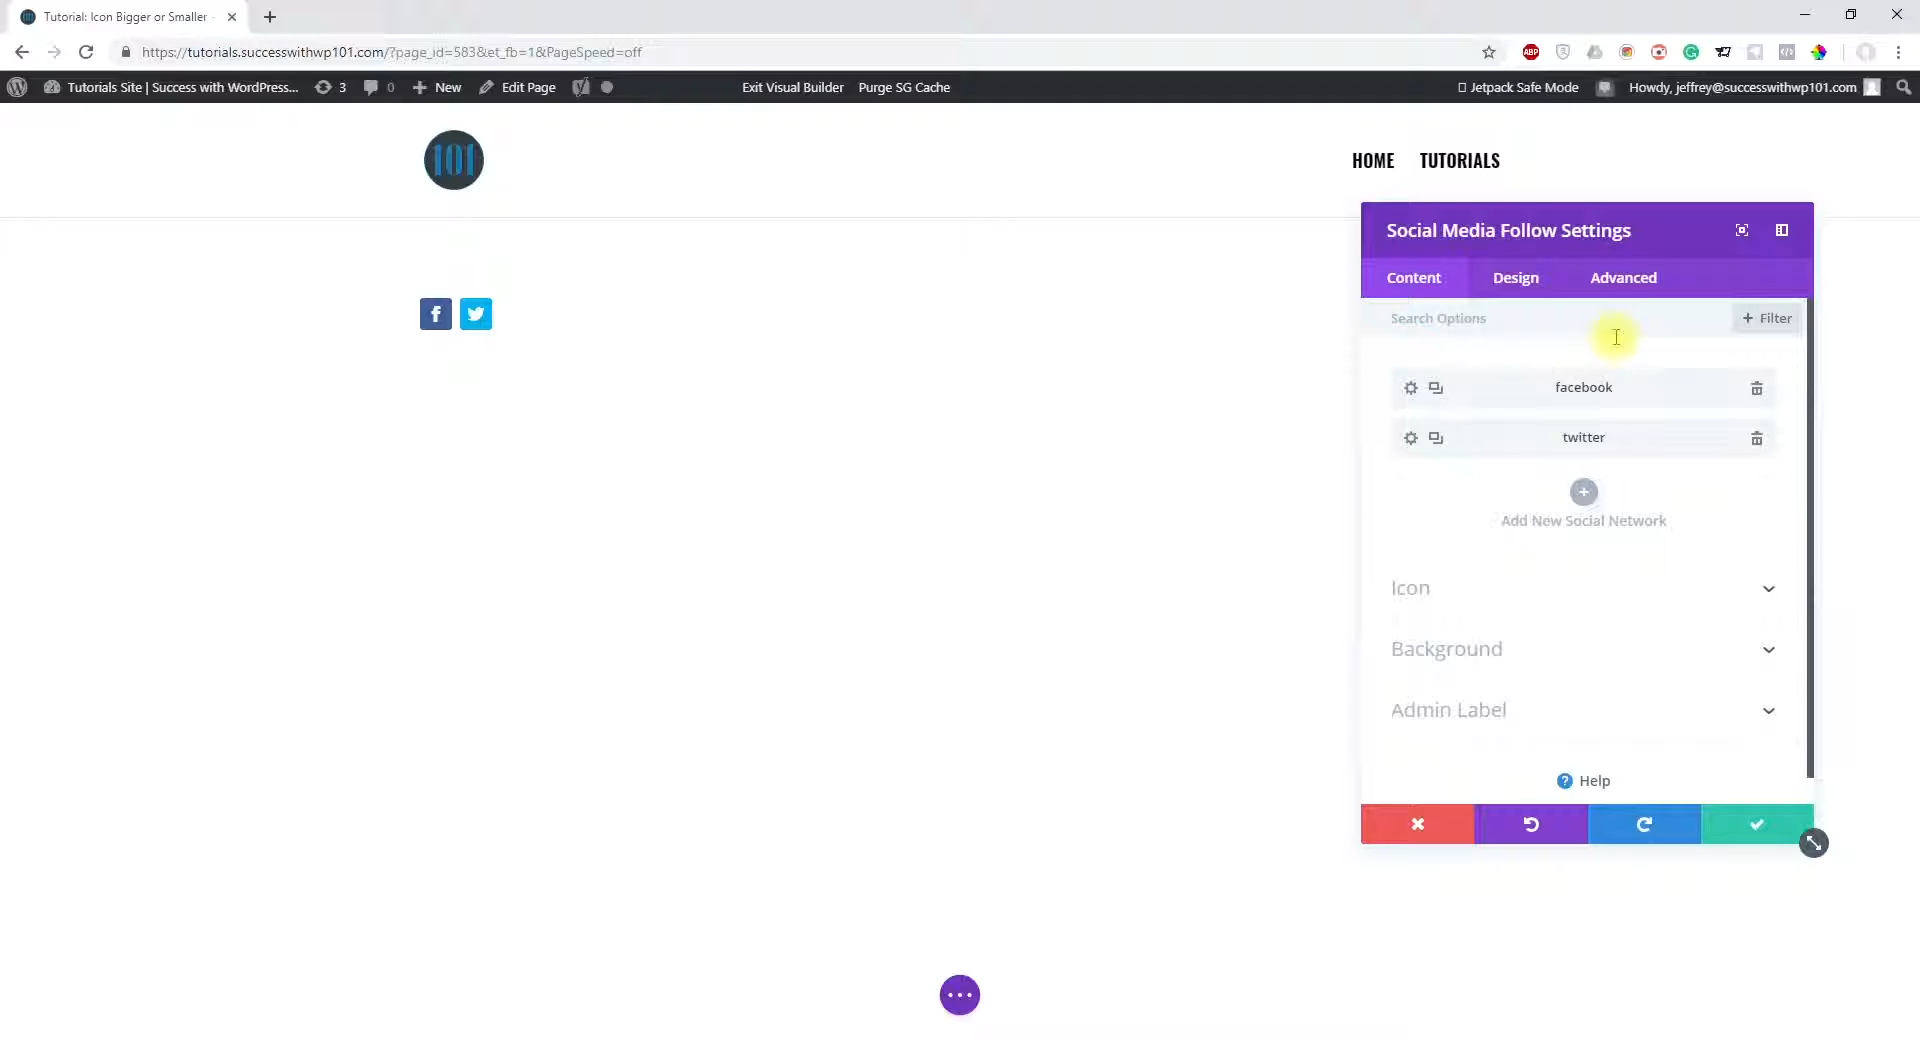 Tutorial: Icon Bigger or Smaller
https://tutorials.successwithwp101.com/?page_id=583&et_fb=1&PageSpeed=off
ABP
Tutorials Site | Success with WordPress... 3 0 New Edit Page Exit Visual Builder Purge SG Cache Jetpack Safe Mode Howdy, jeffrey@successwithwp101.com
101 HOME TUTORIALS
Social Media Follow Settings
Content Design Advanced
Search Options + Filter
facebook
twitter
Add New Social Network
Icon
Background
Admin Label
Help